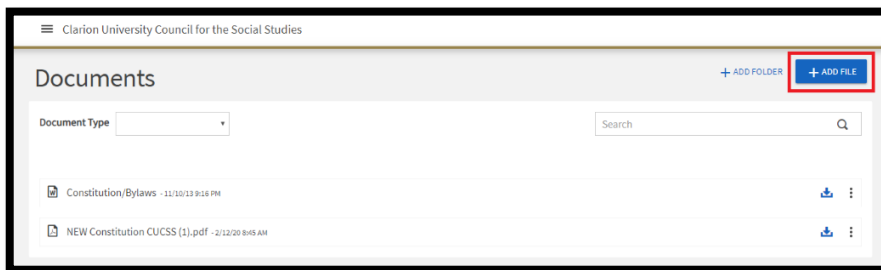 Clarion University Council for the Social Studies
Documents
+ ADD FOLDER
+ ADD FILE
Document Type
Search
Constitution/Bylaws - 11/10/13 9:16 PM
NEW Constitution CUCSS (1).pdf - 2/12/20 8:45 AM